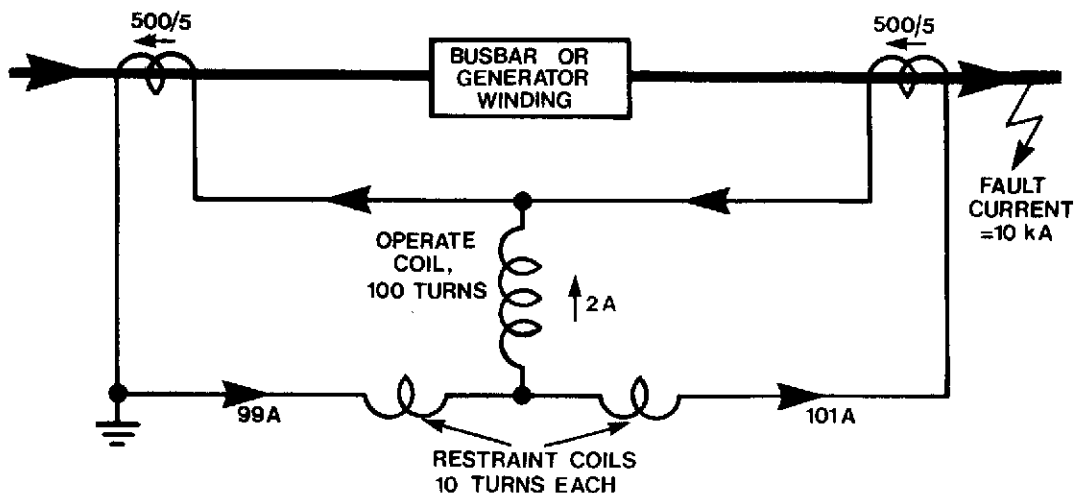 500/5
500/5
BUSBAR OR
GENERATOR
WINDING
FAULT
CURRENT
=10 kA
OPERATE
COIL,
100 TURNS
2A
99A
101A
RESTRAINT COILS
10 TURNS EACH